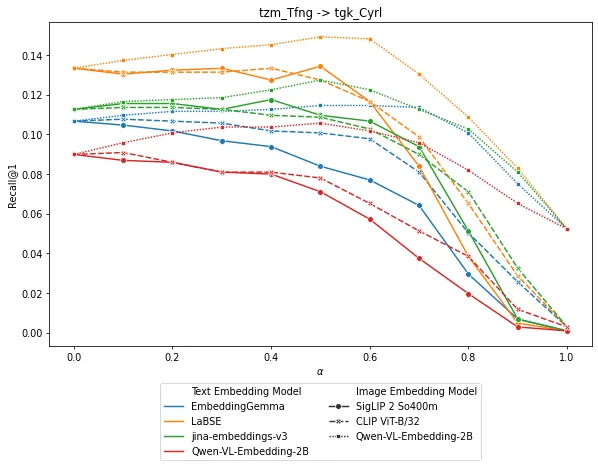 tzm_Tfng -> tgk_Cyrl
Recall@1
0.14
0.12
0.10
0.08
0.06
0.04
0.02
0.00
0.0
0.2
0.4
0.6
0.8
1.0
α
Text Embedding Model
EmbeddingGemma
LaBSE
jina-embeddings-v3
Qwen-VL-Embedding-2B
Image Embedding Model
SigLIP 2 So400m
CLIP ViT-B/32
Qwen-VL-Embedding-2B